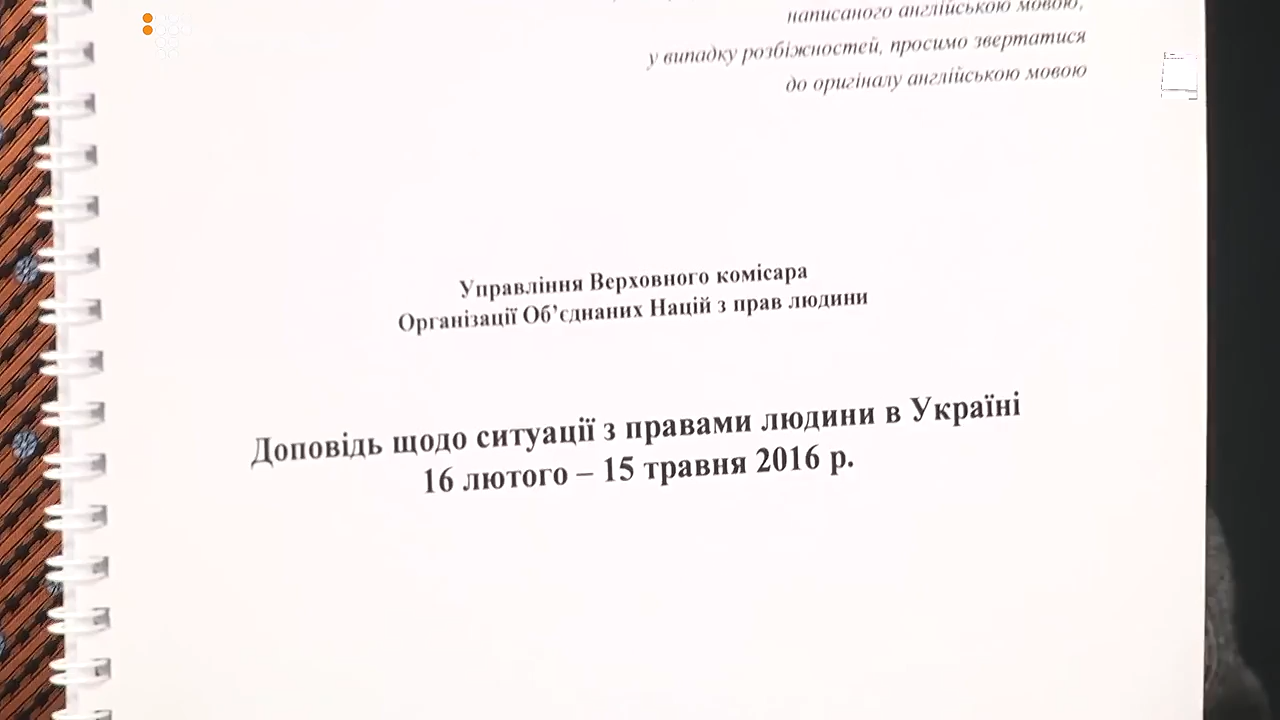 написаного англійською мовою,
у випадку розбіжностей, просимо звертатися
до оригіналу англійською мовою
Управління Верховного комісара
Організації Об’єднаних Націй з прав людини
Доповідь щодо ситуації з правами людини в Україні
16 лютого – 15 травня 2016 р.